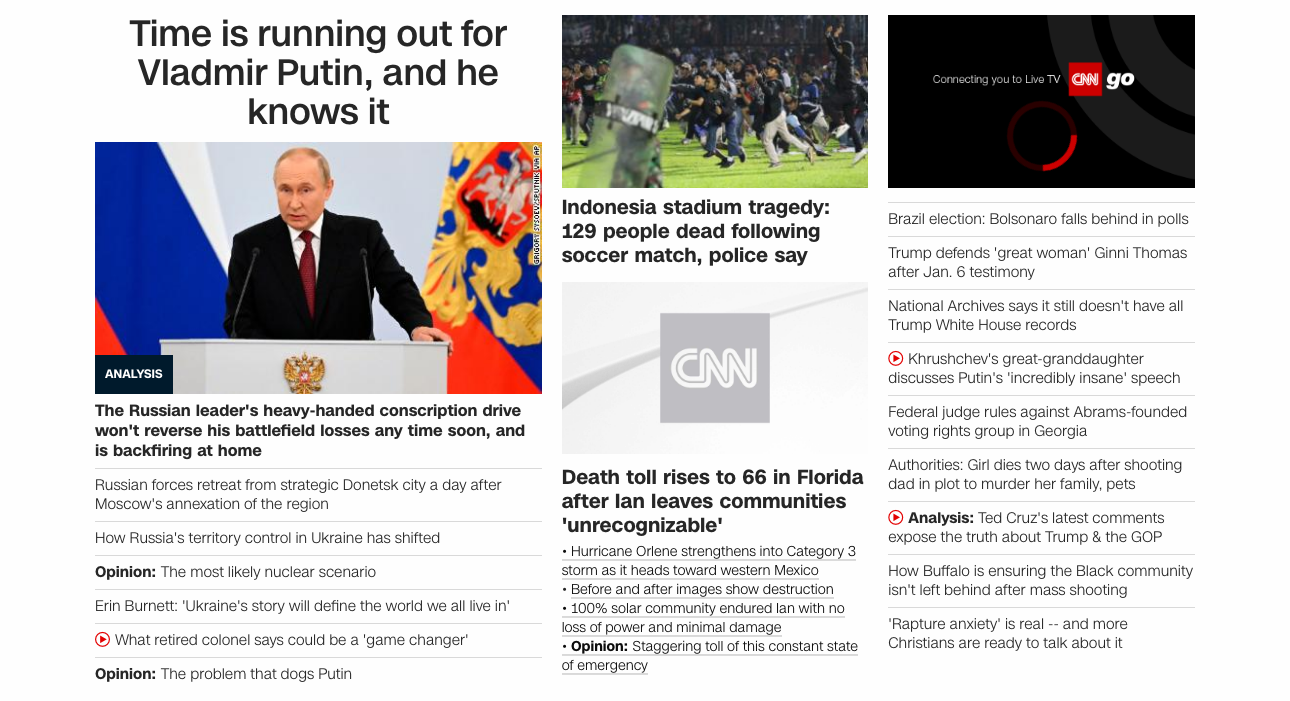 Time is running out for
Vladmir Putin, and he
knows it
GRIGORY SYSOEV/SPUTNIK VIA AP
ANALYSIS
The Russian leader's heavy-handed conscription drive
won't reverse his battlefield losses any time soon, and
is backfiring at home
Russian forces retreat from strategic Donetsk city a day after
Moscow's annexation of the region
How Russia's territory control in Ukraine has shifted
Opinion: The most likely nuclear scenario
Erin Burnett: 'Ukraine's story will define the world we all live in'
What retired colonel says could be a 'game changer'
Opinion: The problem that dogs Putin
Indonesia stadium tragedy:
129 people dead following
soccer match, police say
CNN
Death toll rises to 66 in Florida
after Ian leaves communities
'unrecognizable'
• Hurricane Orlene strengthens into Category 3
storm as it heads toward western Mexico
• Before and after images show destruction
• 100% solar community endured Ian with no
loss of power and minimal damage
• Opinion: Staggering toll of this constant state
of emergency
Connecting you to Live TV CNN go
Brazil election: Bolsonaro falls behind in polls
Trump defends 'great woman' Ginni Thomas
after Jan. 6 testimony
National Archives says it still doesn't have all
Trump White House records
Khrushchev's great-granddaughter
discusses Putin's 'incredibly insane' speech
Federal judge rules against Abrams-founded
voting rights group in Georgia
Authorities: Girl dies two days after shooting
dad in plot to murder her family, pets
Analysis: Ted Cruz's latest comments
expose the truth about Trump & the GOP
How Buffalo is ensuring the Black community
isn't left behind after mass shooting
'Rapture anxiety' is real -- and more
Christians are ready to talk about it